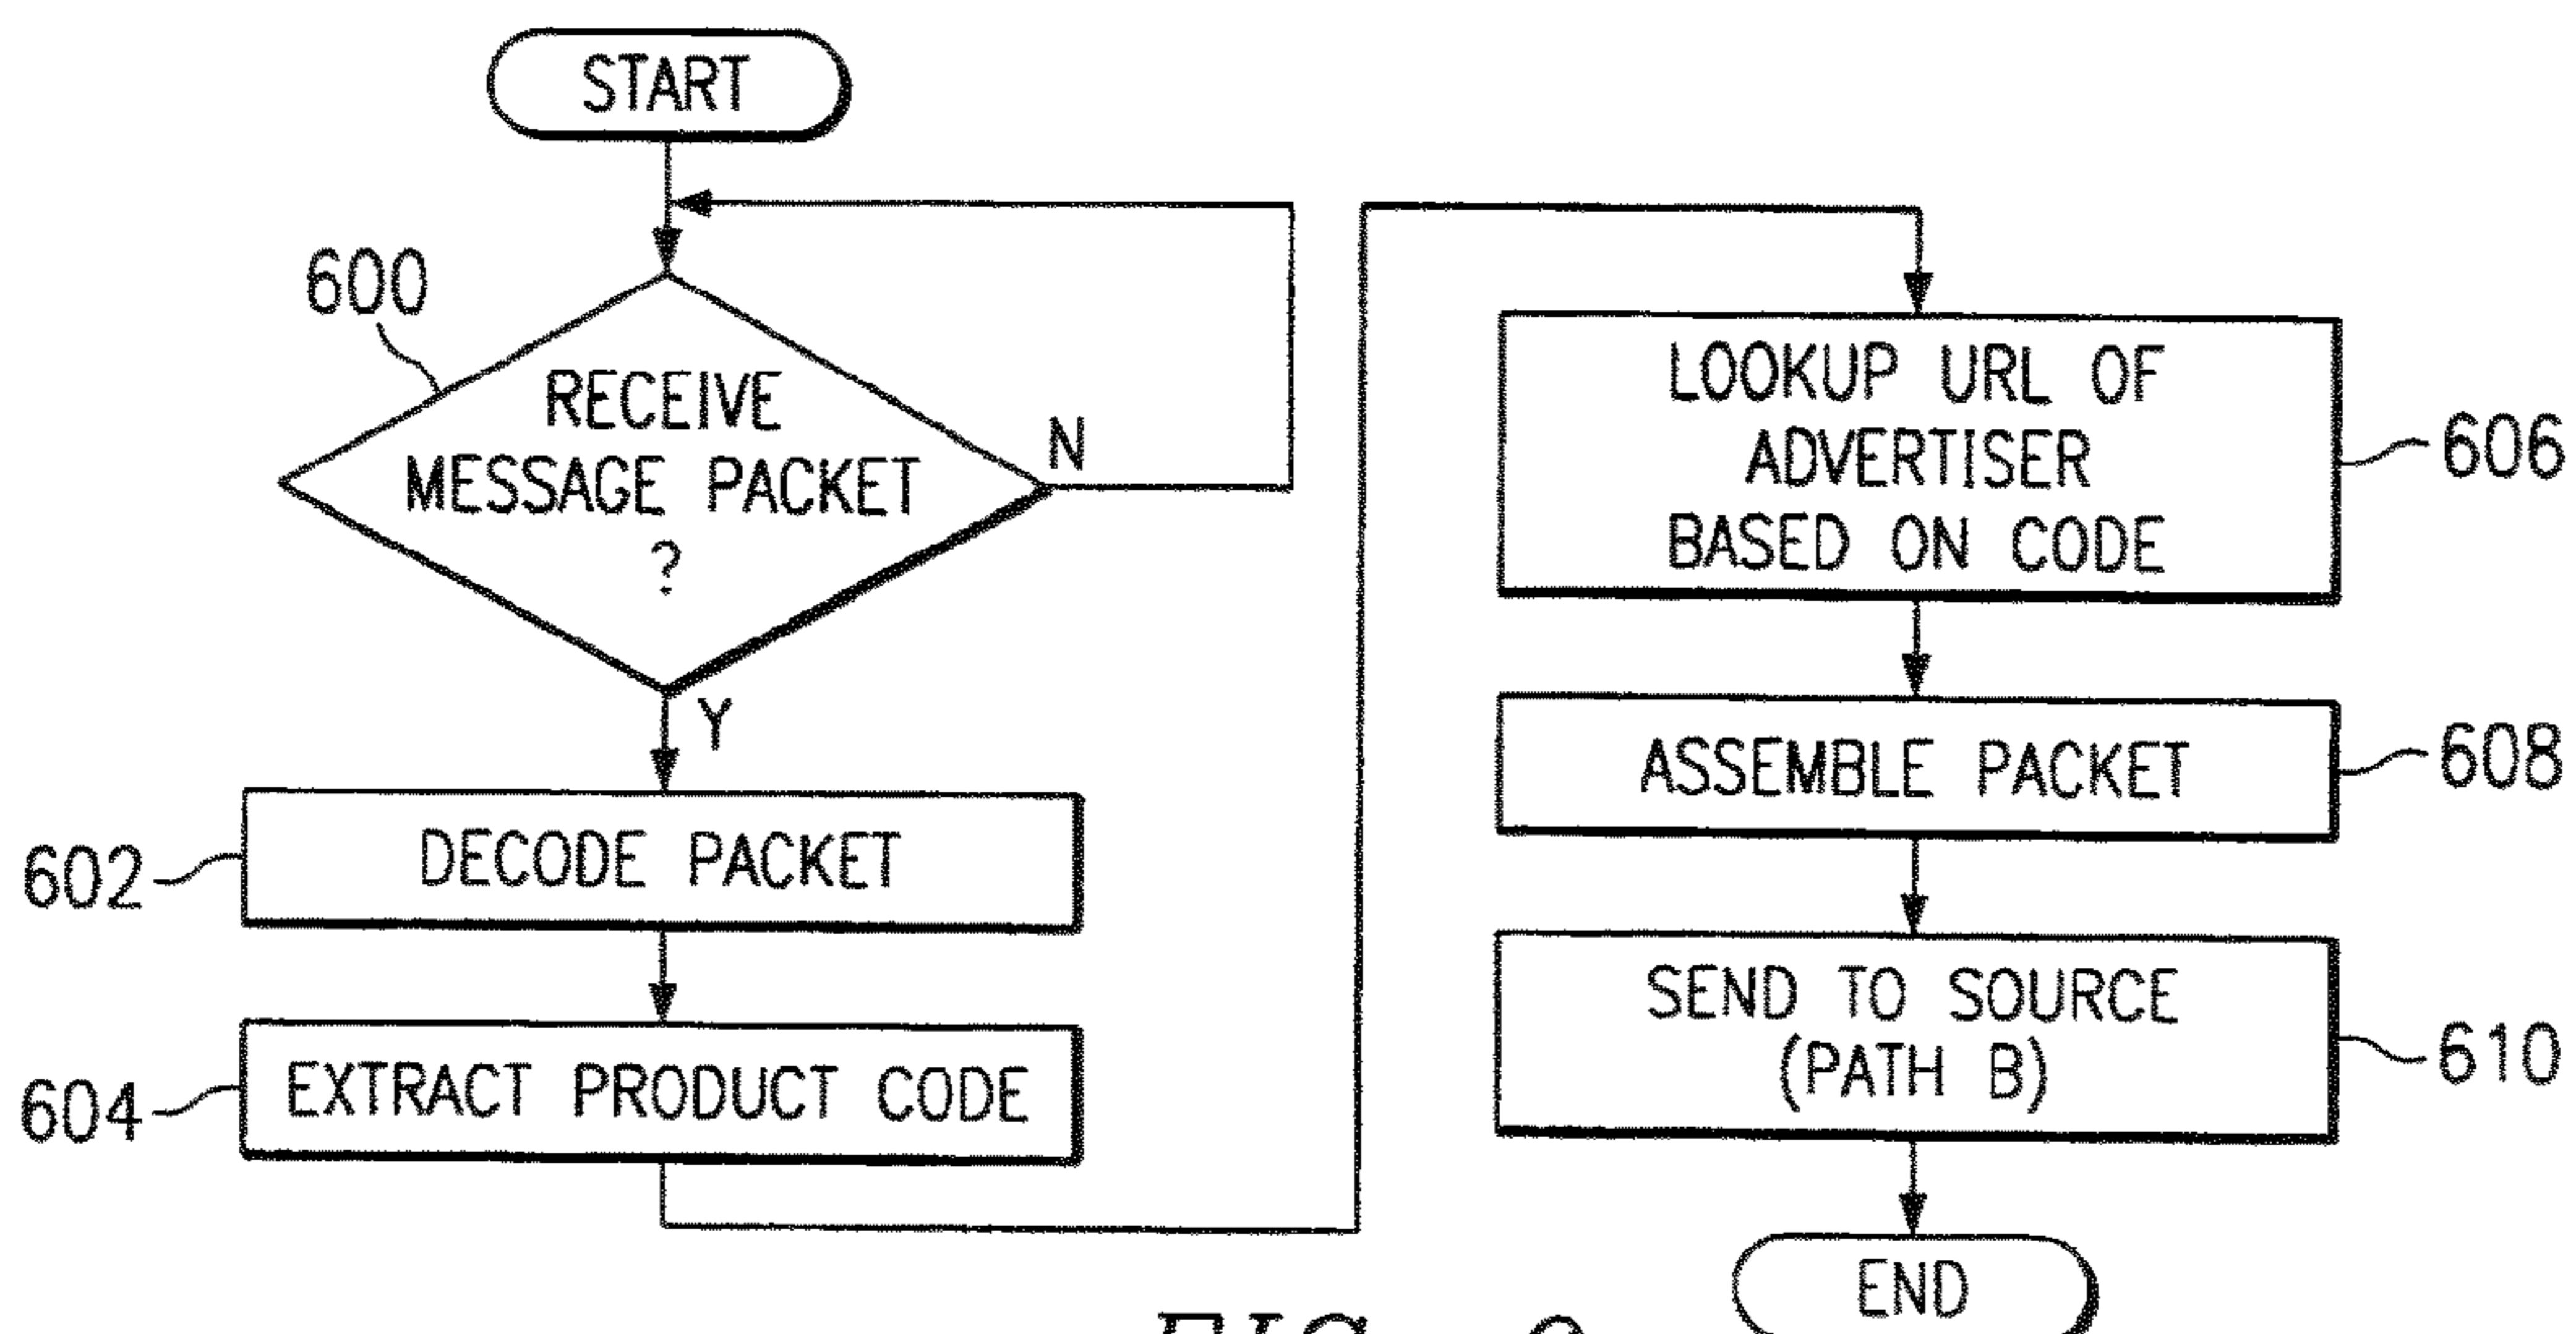 START
600
RECEIVE
MESSAGE PACKET
?
N
Y
602
DECODE PACKET
604
EXTRACT PRODUCT CODE
LOOKUP URL OF
ADVERTISER
BASED ON CODE
606
ASSEMBLE PACKET
608
SEND TO SOURCE
(PATH B)
610
END